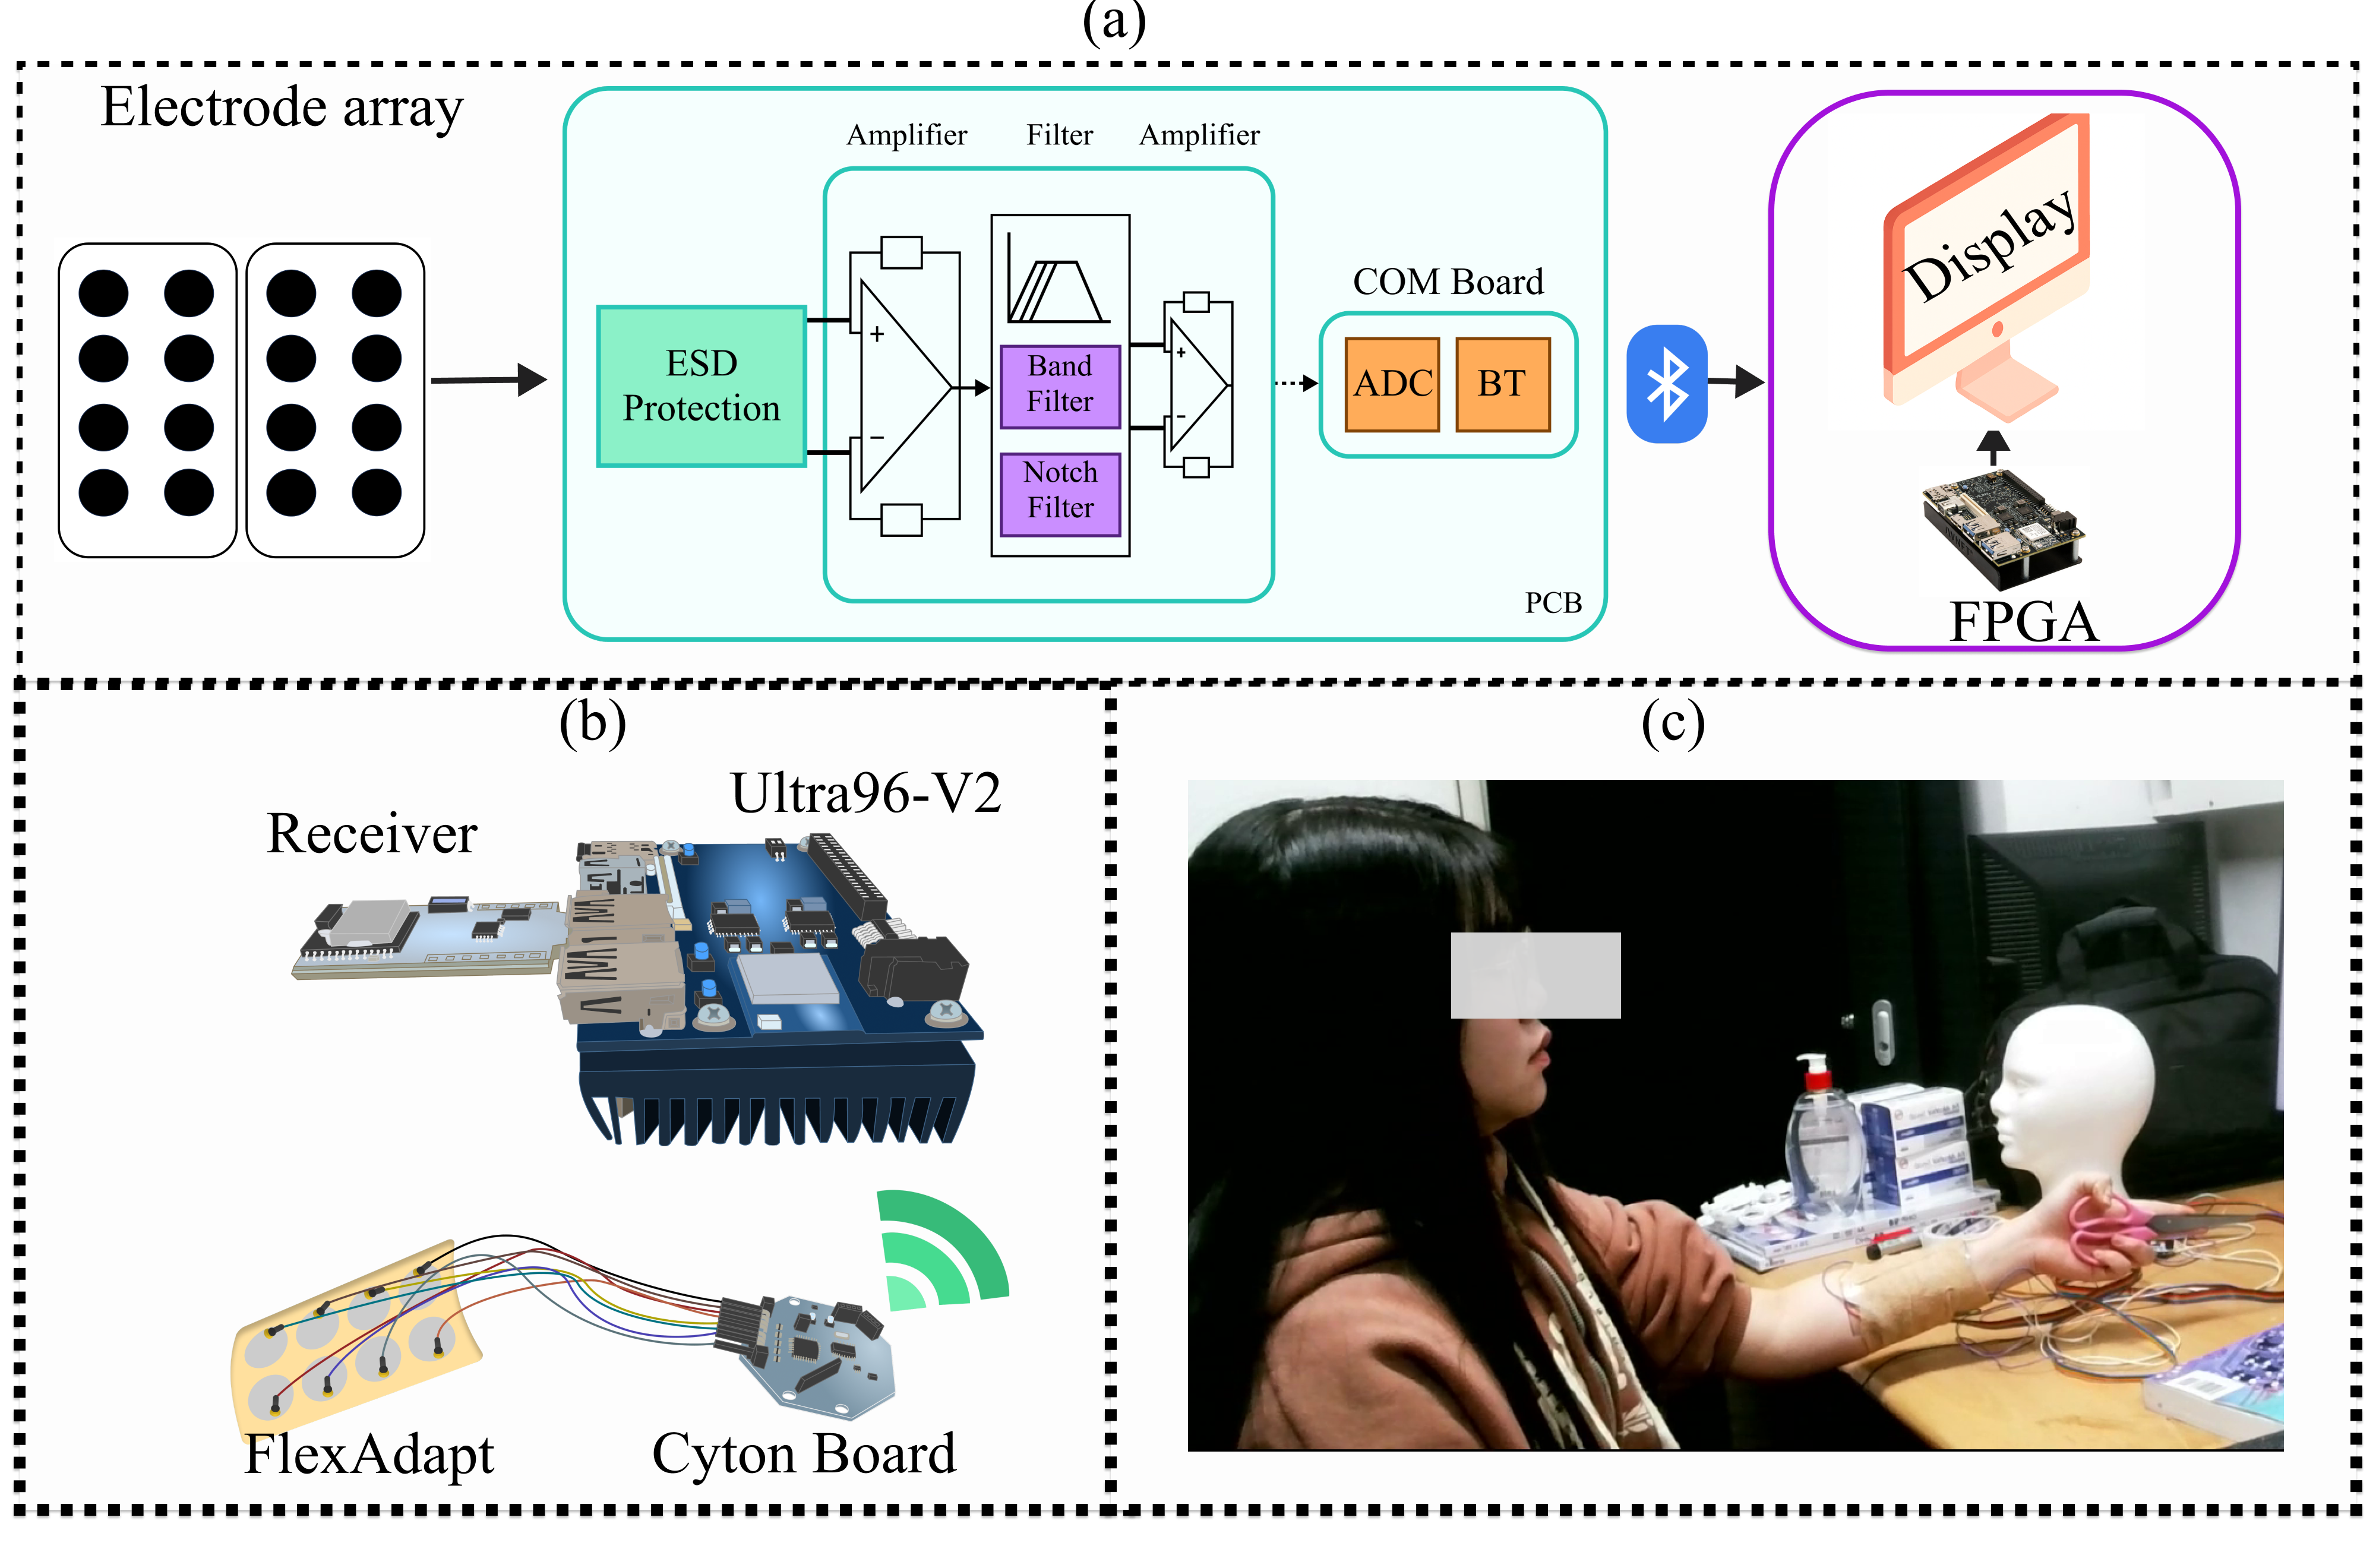 (a)
Electrode array
Amplifier
Filter
Amplifier
ESD
Protection
+
−
Band
Filter
Notch
Filter
+
−
COM Board
ADC
BT
PCB
Display
FPGA
(b)
Receiver
Ultra96-V2
FlexAdapt
Cyton Board
(c)